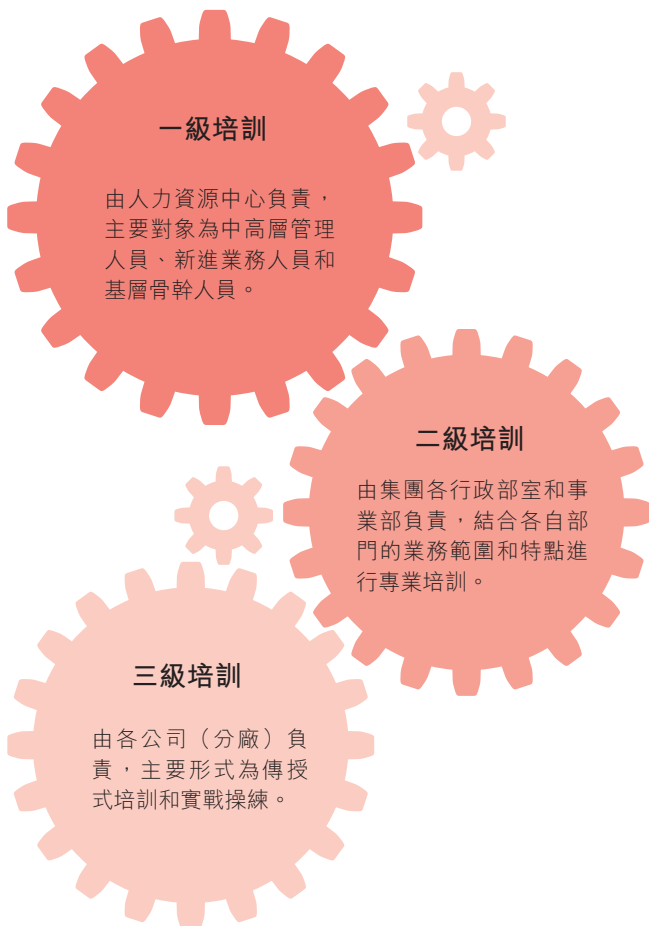 一級培訓
由人力資源中心負責，
主要對象為中高層管理
人員、新進業務人員和
基層骨幹人員。
二級培訓
由集團各行政部室和事
業部負責，結合各自部
門的業務範圍和特點進
行專業培訓。
三級培訓
由各公司（分廠）負
責，主要形式為傳授
式培訓和實戰操練。